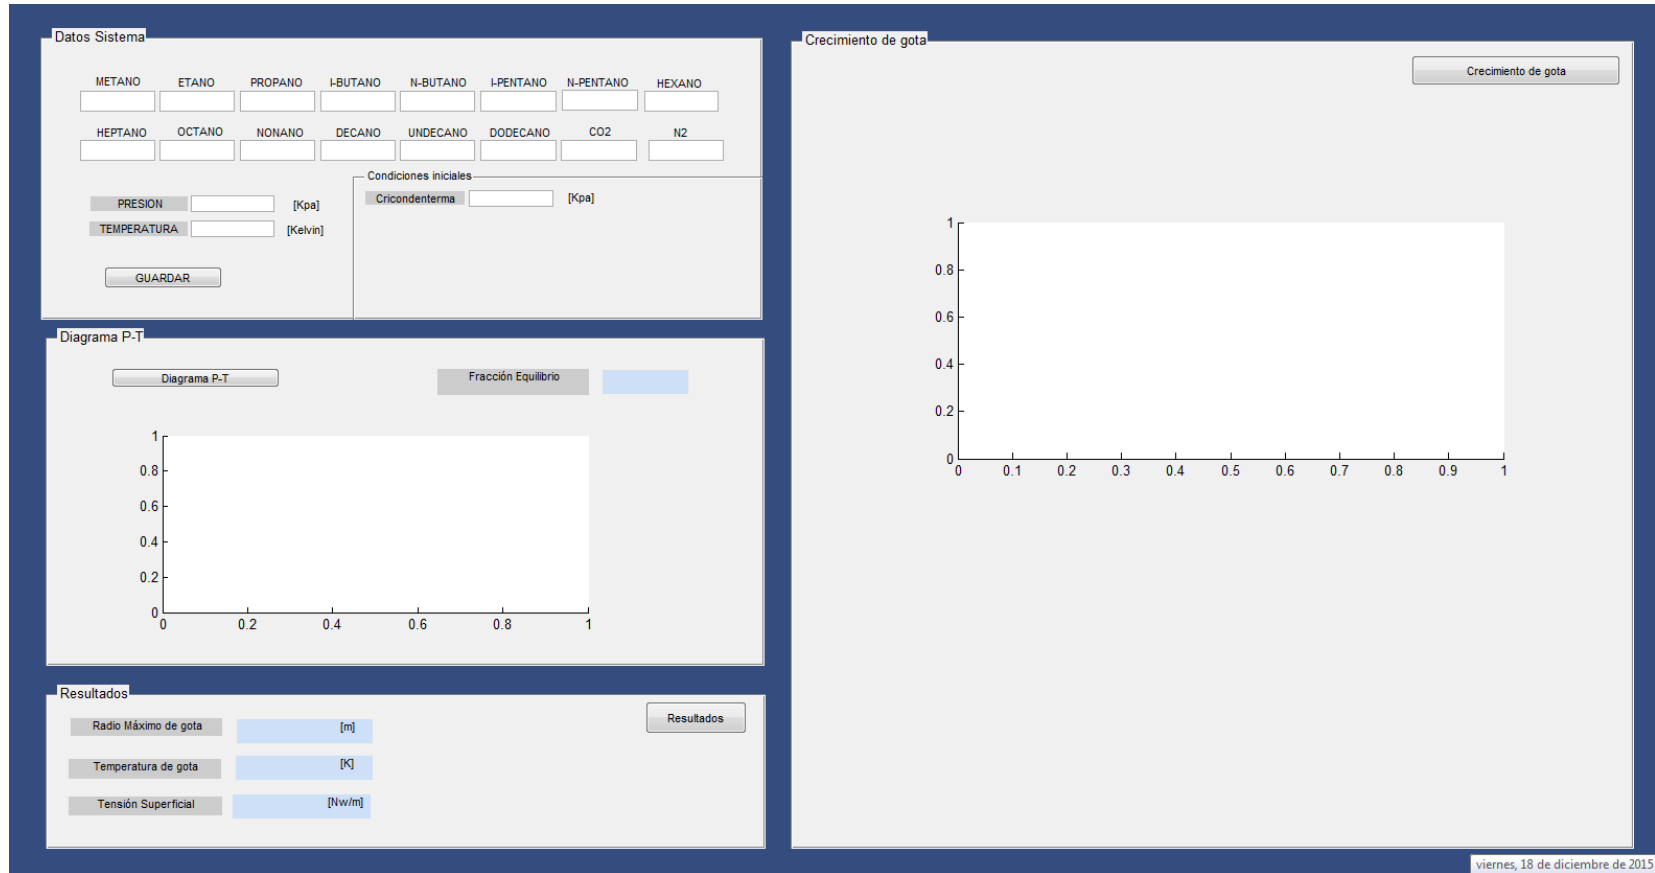 Datos Sistema
METANO ETANO PROPANO I-BUTANO N-BUTANO I-PENTANO N-PENTANO HEXANO
HEPTANO OCTANO NONANO DECANO UNDECANO DODECANO CO2 N2
Condiciones iniciales
PRESION [Kpa]
Cricondenterma [Kpa]
TEMPERATURA [Kelvin]
GUARDAR
Diagrama P-T
Diagrama P-T
Fracción Equilibrio
1
0.8
0.6
0.4
0.2
0
0 0.2 0.4 0.6 0.8 1
Resultados
Resultados
Radio Máximo de gota [m]
Temperatura de gota [K]
Tensión Superficial [Nw/m]
Crecimiento de gota
Crecimiento de gota
1
0.8
0.6
0.4
0.2
0
0 0.1 0.2 0.3 0.4 0.5 0.6 0.7 0.8 0.9 1
viernes, 18 de diciembre de 2015